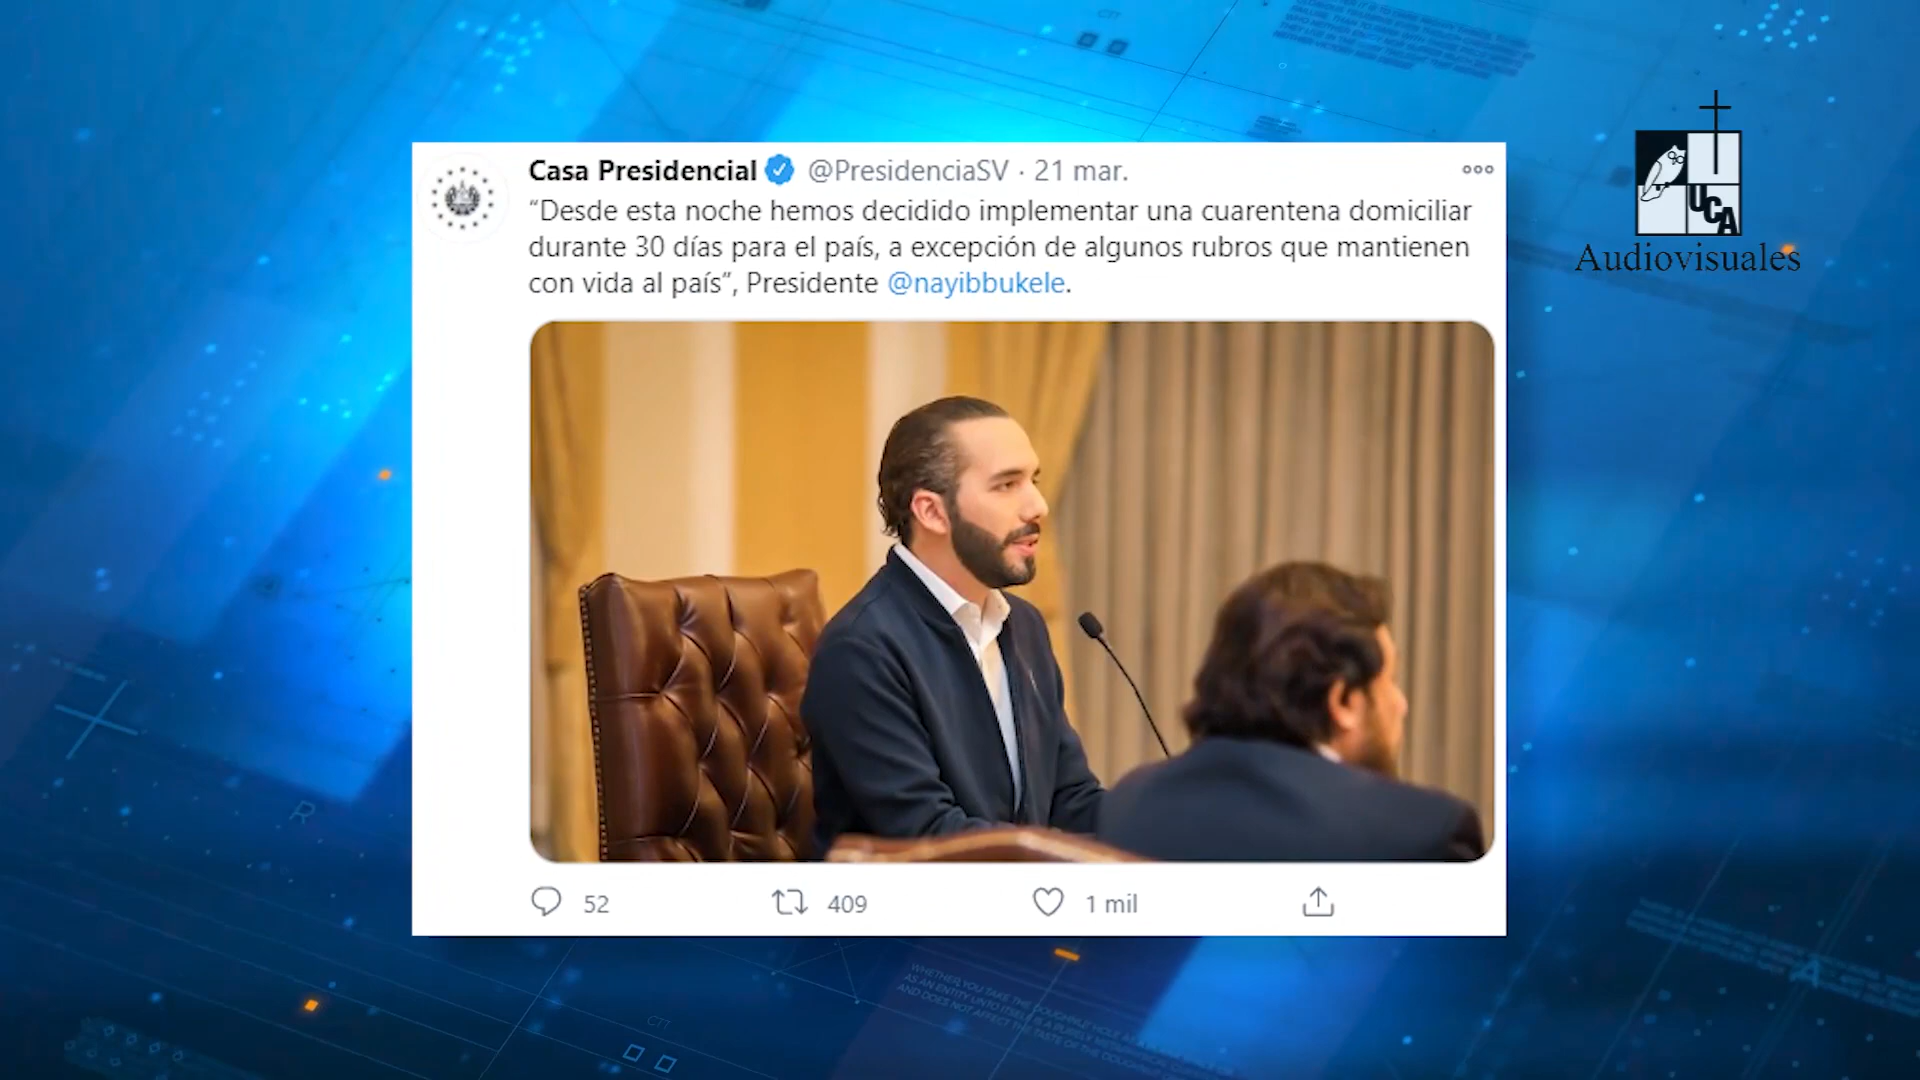 Casa Presidencial @PresidenciaSV · 21 mar.
“Desde esta noche hemos decidido implementar una cuarentena domiciliar
durante 30 días para el país, a excepción de algunos rubros que mantienen
con vida al país”, Presidente @nayibbukele.
52 409 1 mil
UCA
Audiovisuales
R